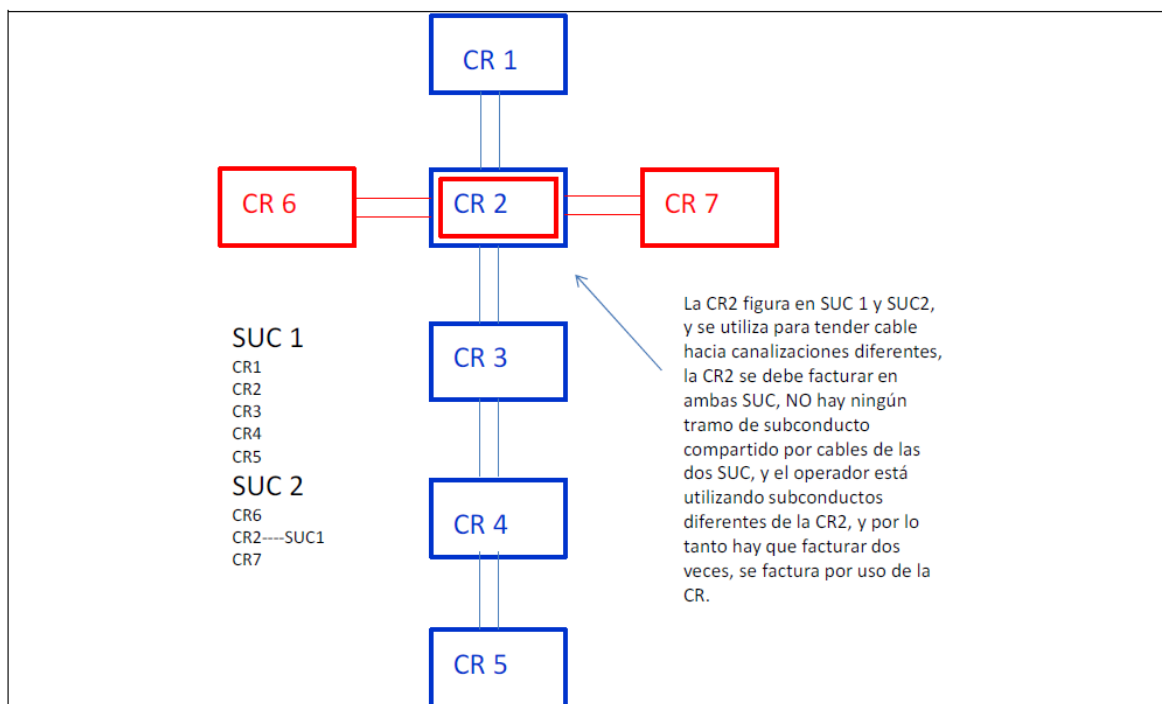 CR 1
CR 6
CR 2
CR 7
CR 3
CR 4
CR 5
SUC 1
CR1
CR2
CR3
CR4
CR5
SUC 2
CR6
CR2----SUC1
CR7
La CR2 figura en SUC 1 y SUC2,
y se utiliza para tender cable
hacia canalizaciones diferentes,
la CR2 se debe facturar en
ambas SUC, NO hay ningún
tramo de subconducto
compartido por cables de las
dos SUC, y el operador está
utilizando subconductos
diferentes de la CR2, y por lo
tanto hay que facturar dos
veces, se factura por uso de la
CR.